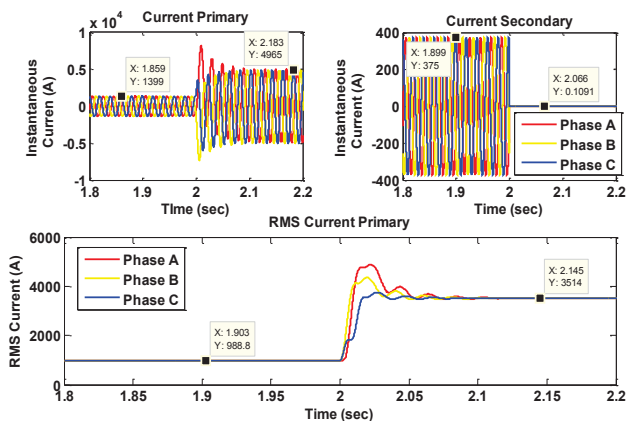 Current Primary
x 10⁴
1
0.5
0
-0.5
-1
1.8
1.9
2
2.1
2.2
TIme (sec)
Instantaneous
Curren (A)
X: 1.859
Y: 1399
X: 2.183
Y: 4965
Current Secondary
400
200
0
-200
-400
1.8
1.9
2
2.1
2.2
Time (sec)
Instantaneous
Current (A)
X: 1.899
Y: 375
X: 2.066
Y: 0.1091
Phase A
Phase B
Phase C
RMS Current Primary
6000
4000
2000
0
1.8
1.85
1.9
1.95
2
2.05
2.1
2.15
2.2
Time (sec)
RMS Current (A)
Phase A
Phase B
Phase C
X: 1.903
Y: 988.8
X: 2.145
Y: 3514